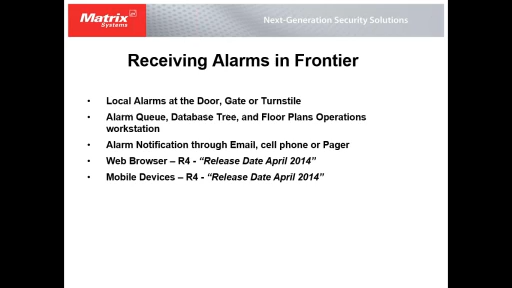 Matrix
Systems
Next-Generation Security Solutions
Receiving Alarms in Frontier
• Local Alarms at the Door, Gate or Turnstile
• Alarm Queue, Database Tree, and Floor Plans Operations
workstation
• Alarm Notification through Email, cell phone or Pager
• Web Browser – R4 - “Release Date April 2014”
• Mobile Devices – R4 - “Release Date April 2014”